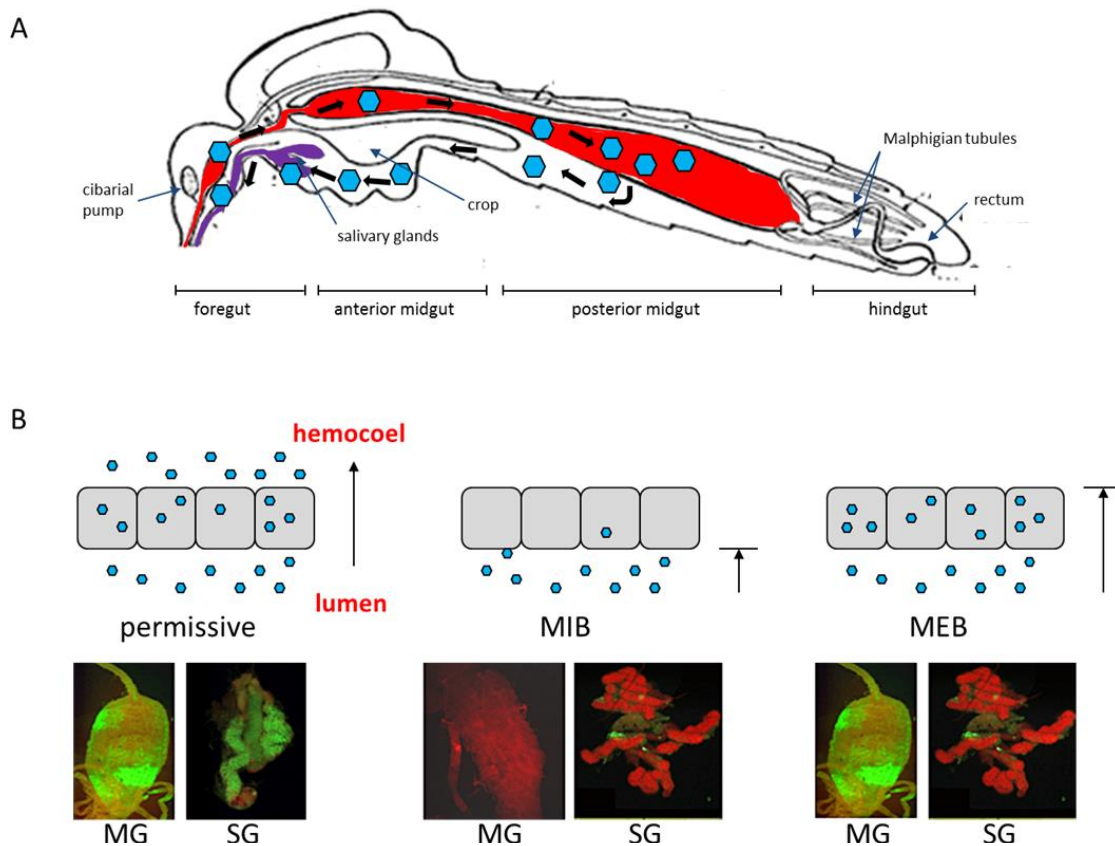 A
cibarial
pump
salivary glands
crop
Malphigian tubules
rectum
foregut
anterior midgut
posterior midgut
hindgut
B
hemocoel
lumen
permissive
MIB
MEB
MG
SG
MG
SG
MG
SG